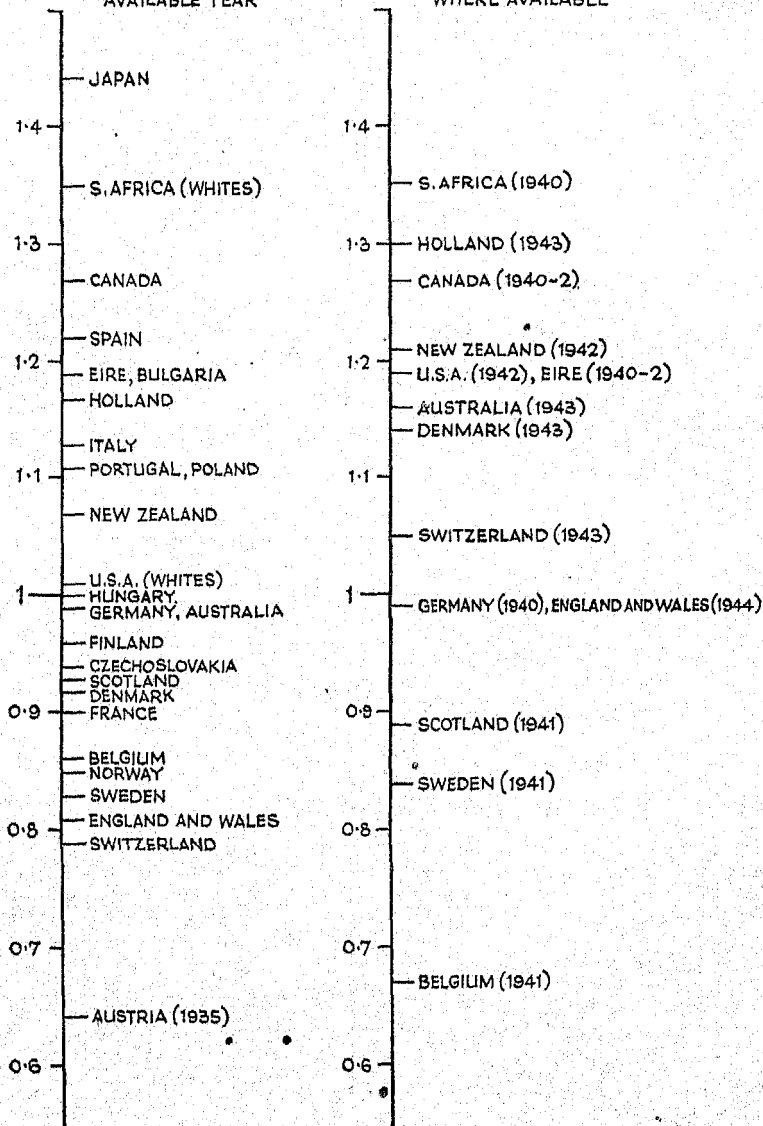 AVAILABLE YEAR
JAPAN
1·4
S. AFRICA (WHITES)
1·3
CANADA
SPAIN
1·2
EIRE, BULGARIA
HOLLAND
ITALY
PORTUGAL, POLAND
1·1
NEW ZEALAND
U.S.A. (WHITES)
1
HUNGARY,
GERMANY, AUSTRALIA
FINLAND
CZECHOSLOVAKIA
SCOTLAND
DENMARK
0·9
FRANCE
BELGIUM
NORWAY
SWEDEN
ENGLAND AND WALES
0·8
SWITZERLAND
0·7
AUSTRIA (1935)
0·6
WHERE AVAILABLE
1·4
S. AFRICA (1940)
1·3
HOLLAND (1943)
CANADA (1940-2)
NEW ZEALAND (1942)
1·2
U.S.A. (1942), EIRE (1940-2)
AUSTRALIA (1943)
DENMARK (1943)
1·1
SWITZERLAND (1943)
1
GERMANY (1940), ENGLAND AND WALES (1944)
0·9
SCOTLAND (1941)
SWEDEN (1941)
0·8
0·7
BELGIUM (1941)
0·6